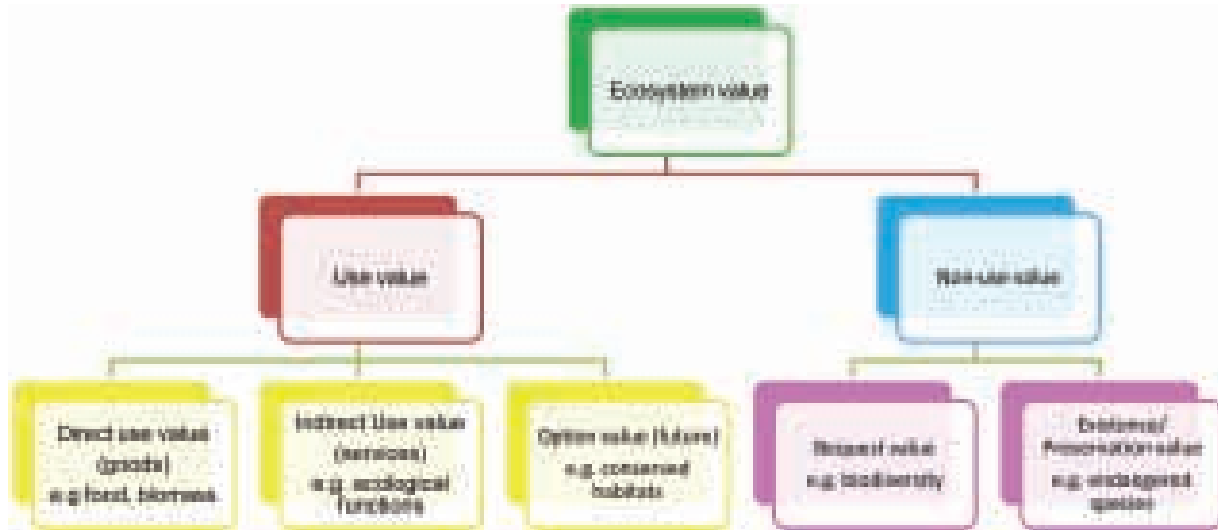 Ecosystem value
Use value
Non-use value
Direct use value
(goods)
e.g food, biomass
Indirect Use value
(services)
e.g. ecological
functions
Option value (future)
e.g. conserved
habitats
Bequest value
e.g. biodiversity
Existence/
Preservation value
e.g. endangered
species